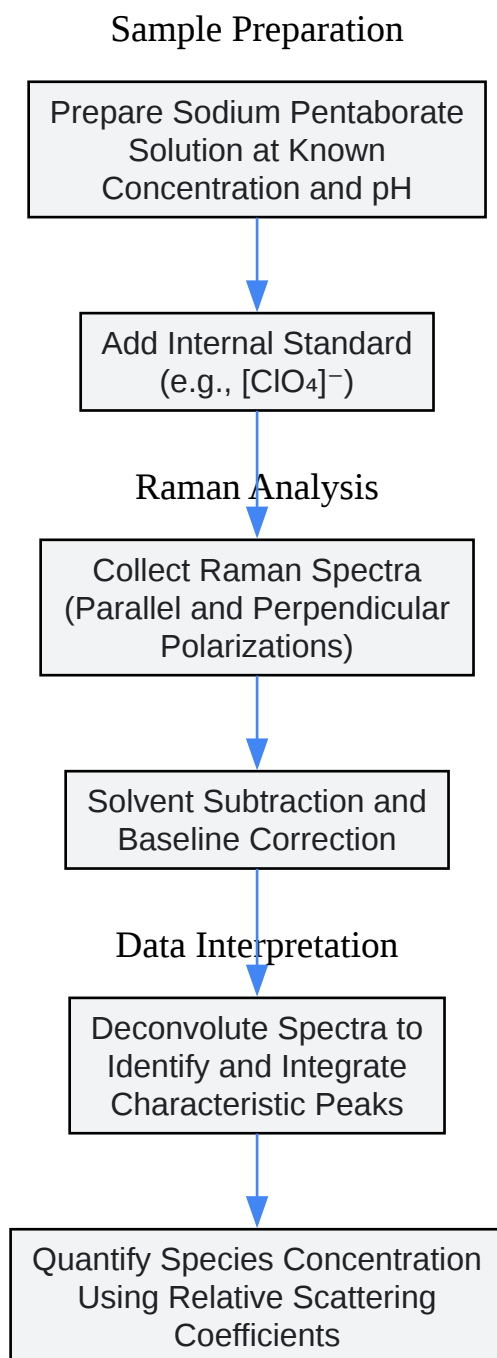 Sample Preparation
Prepare Sodium Pentaborate
Solution at Known
Concentration and pH
Add Internal Standard
(e.g., [ClO₄]⁻)
Raman Analysis
Collect Raman Spectra
(Parallel and Perpendicular
Polarizations)
Solvent Subtraction and
Baseline Correction
Data Interpretation
Deconvolute Spectra to
Identify and Integrate
Characteristic Peaks
Quantify Species Concentration
Using Relative Scattering
Coefficients